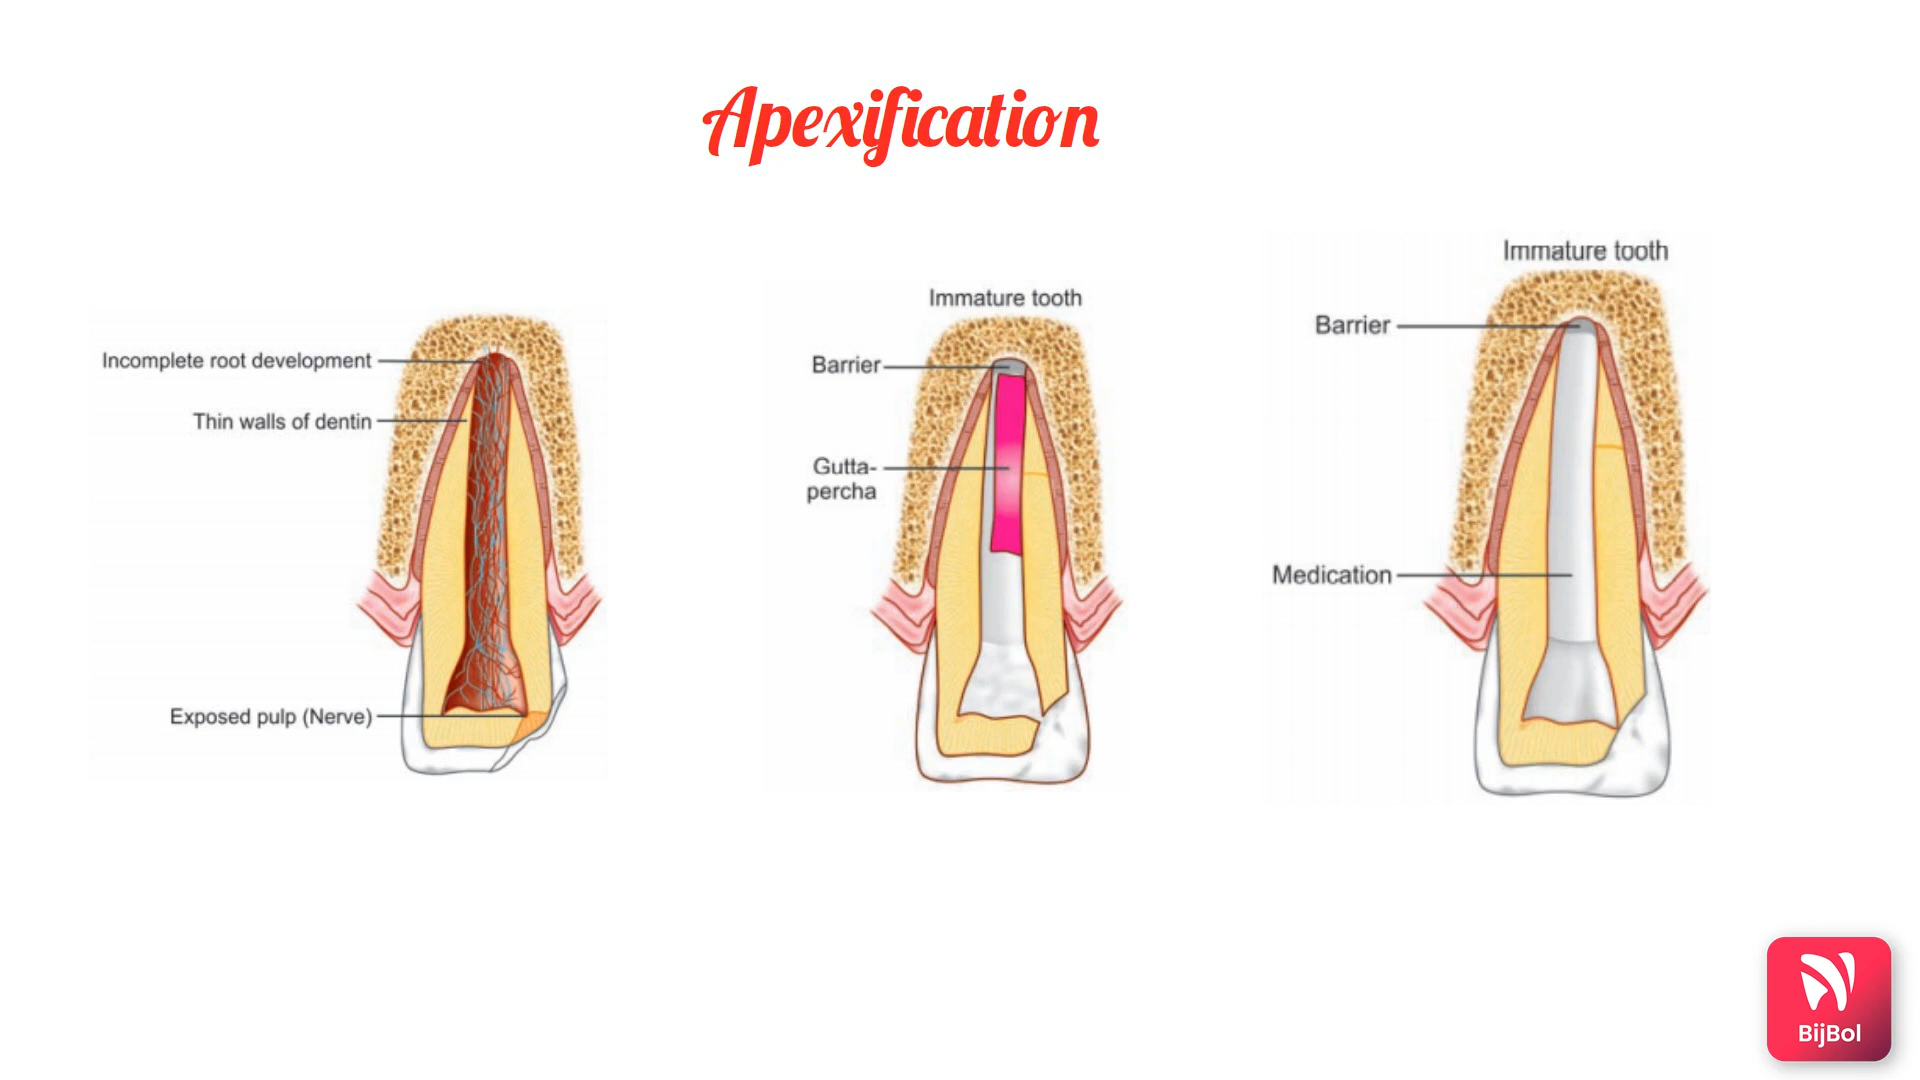 Apexification
Incomplete root development
Thin walls of dentin
Exposed pulp (Nerve)
Immature tooth
Barrier
Gutta-
percha
Immature tooth
Barrier
Medication
BijBol